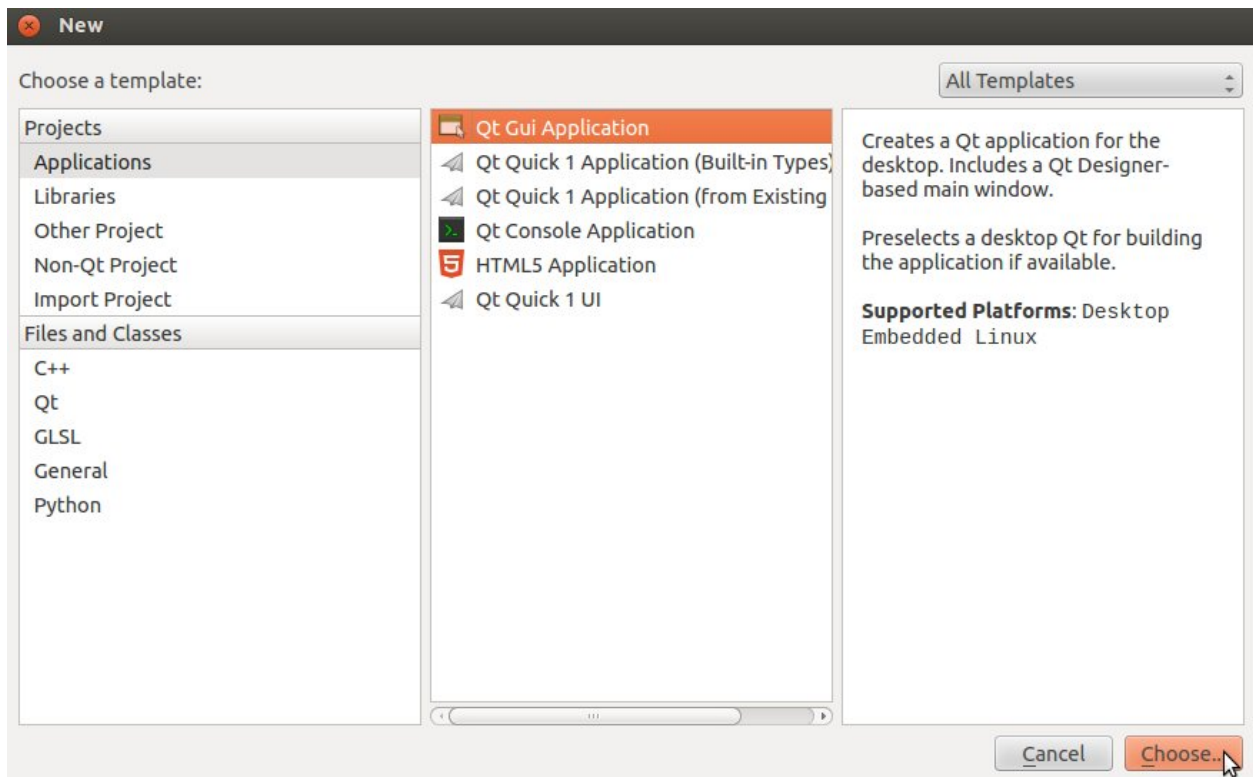 New
Choose a template:
All Templates
Projects
Applications
Libraries
Other Project
Non-Qt Project
Import Project
Files and Classes
C++
Qt
GLSL
General
Python
Qt Gui Application
Qt Quick 1 Application (Built-in Types)
Qt Quick 1 Application (from Existing
Qt Console Application
HTML5 Application
Qt Quick 1 UI
Creates a Qt application for the
desktop. Includes a Qt Designer-
based main window.
Preselects a desktop Qt for building
the application if available.
Supported Platforms: Desktop
Embedded Linux
Cancel
Choose...